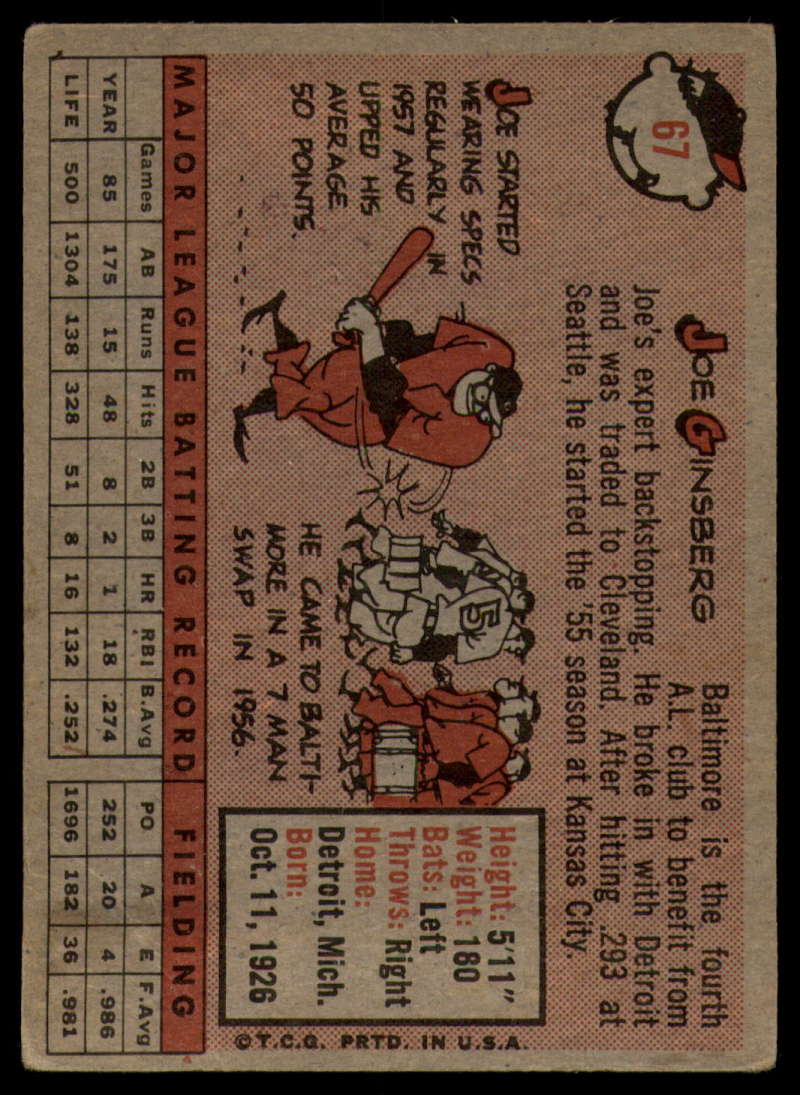 67
JOE GINSBERG
Baltimore is the fourth
A.L. club to benefit from
Joe's expert backstopping. He broke in with Detroit
and was traded to Cleveland. After hitting .293 at
Seattle, he started the '55 season at Kansas City.
JOE STARTED
WEARING SPECS
REGULARLY IN
1957 AND
UPPED HIS
AVERAGE
50 POINTS.
5
HE CAME TO BALTI-
MORE IN A 7 MAN
SWAP IN 1956.
Height: 5'11"
Weight: 180
Bats: Left
Throws: Right
Home:
Detroit, Mich.
Born:
Oct. 11, 1926
©T.C.G. PRTD. IN U.S.A.
MAJOR LEAGUE BATTING RECORD FIELDING
Games AB Runs Hits 2B 3B HR RBI B.Avg PO A E F.Avg
YEAR 85 175 15 48 8 2 1 18 .274 252 20 4 .986
LIFE 500 1304 138 328 51 8 16 132 .252 1696 182 36 .981